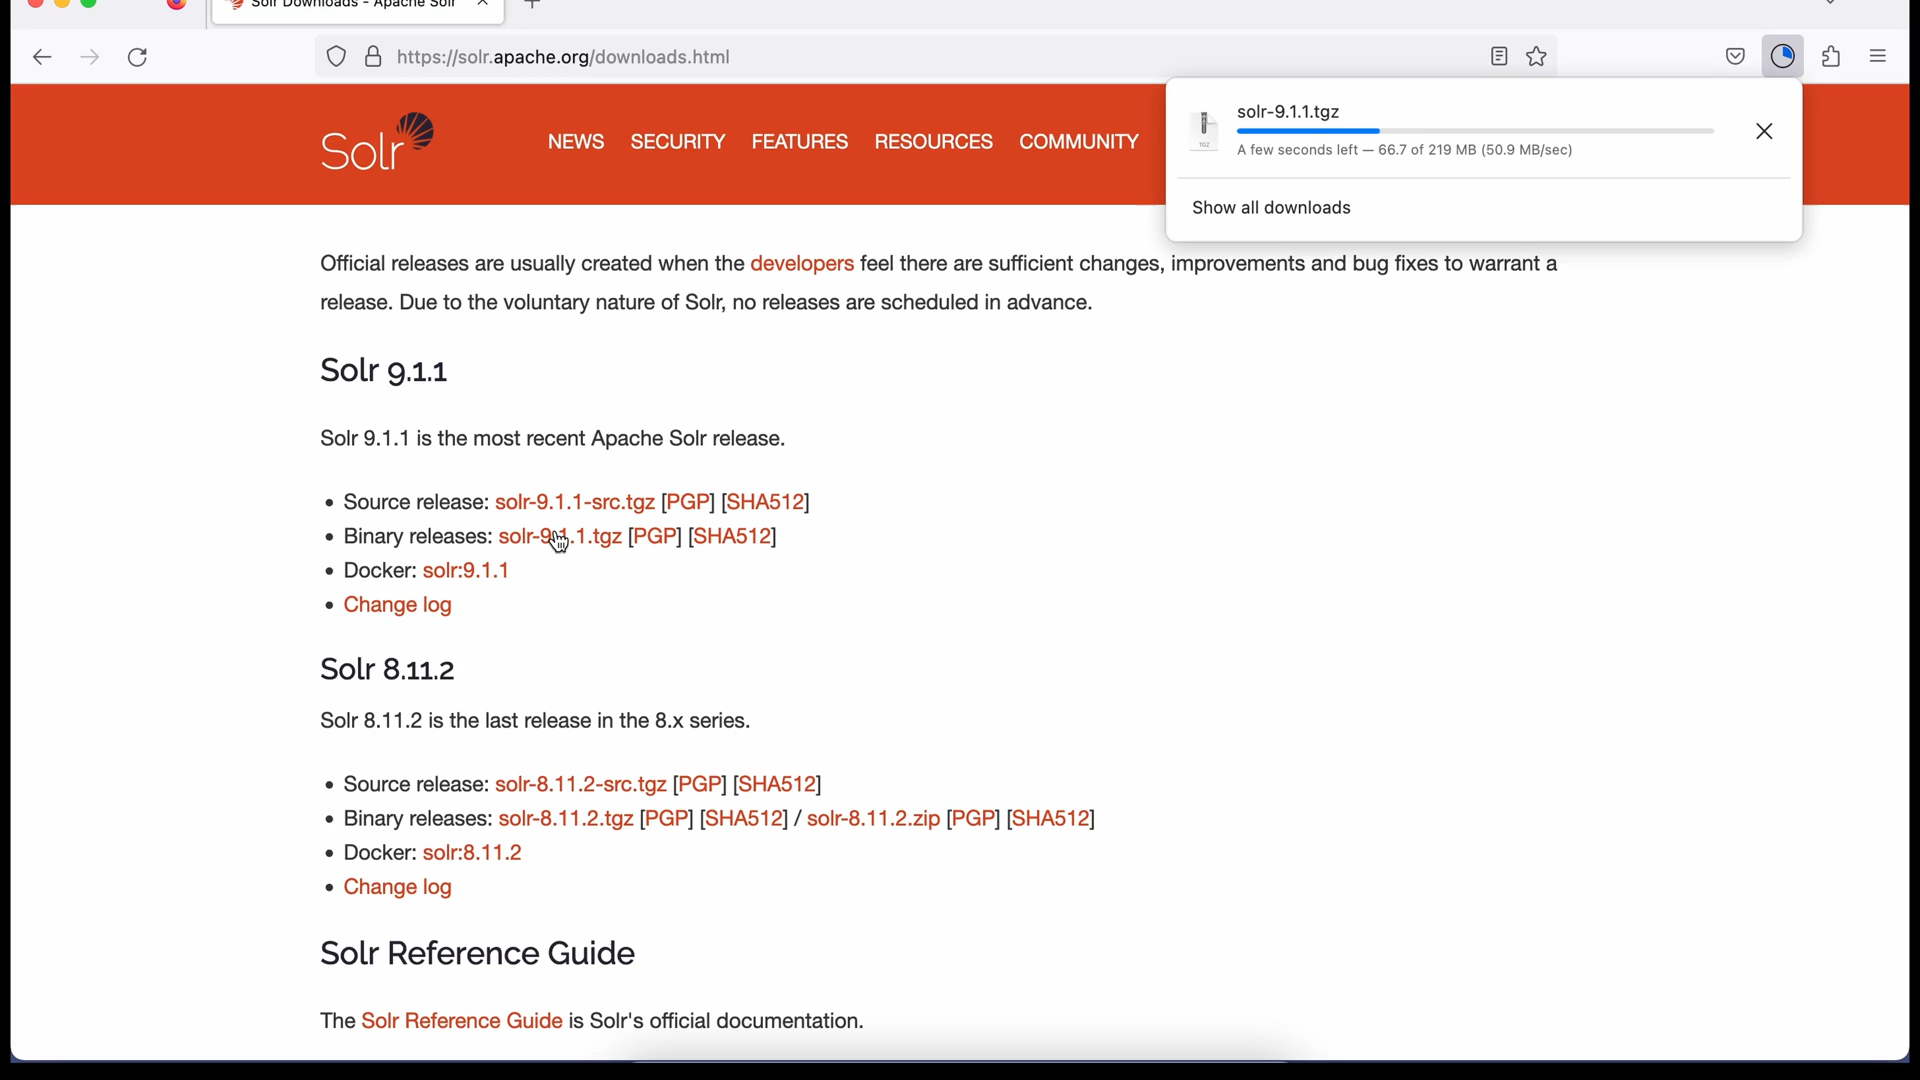 Solr Downloads - Apache Solr
https://solr.apache.org/downloads.html
solr-9.1.1.tgz
TGZ
A few seconds left — 66.7 of 219 MB (50.9 MB/sec)
Show all downloads
Solr
NEWS SECURITY FEATURES RESOURCES COMMUNITY
Official releases are usually created when the developers feel there are sufficient changes, improvements and bug fixes to warrant a
release. Due to the voluntary nature of Solr, no releases are scheduled in advance.
Solr 9.1.1
Solr 9.1.1 is the most recent Apache Solr release.
• Source release: solr-9.1.1-src.tgz [PGP] [SHA512]
• Binary releases: solr-9.1.1.tgz [PGP] [SHA512]
• Docker: solr:9.1.1
• Change log
Solr 8.11.2
Solr 8.11.2 is the last release in the 8.x series.
• Source release: solr-8.11.2-src.tgz [PGP] [SHA512]
• Binary releases: solr-8.11.2.tgz [PGP] [SHA512] / solr-8.11.2.zip [PGP] [SHA512]
• Docker: solr:8.11.2
• Change log
Solr Reference Guide
The Solr Reference Guide is Solr's official documentation.